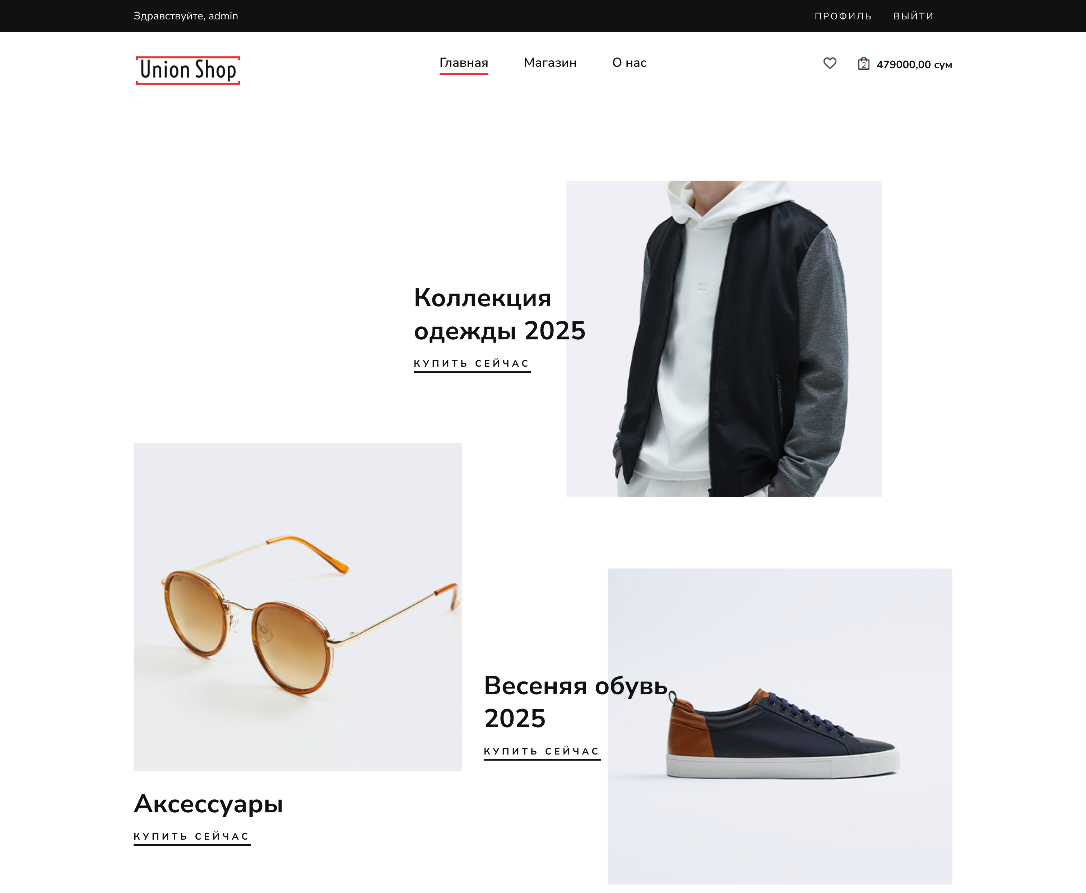 Здравствуйте, admin
ПРОФИЛЬ ВЫЙТИ
Union Shop
Главная Магазин О нас
2 479000,00 сум
Коллекция
одежды 2025
КУПИТЬ СЕЙЧАС
Весеняя обувь
2025
КУПИТЬ СЕЙЧАС
Аксессуары
КУПИТЬ СЕЙЧАС